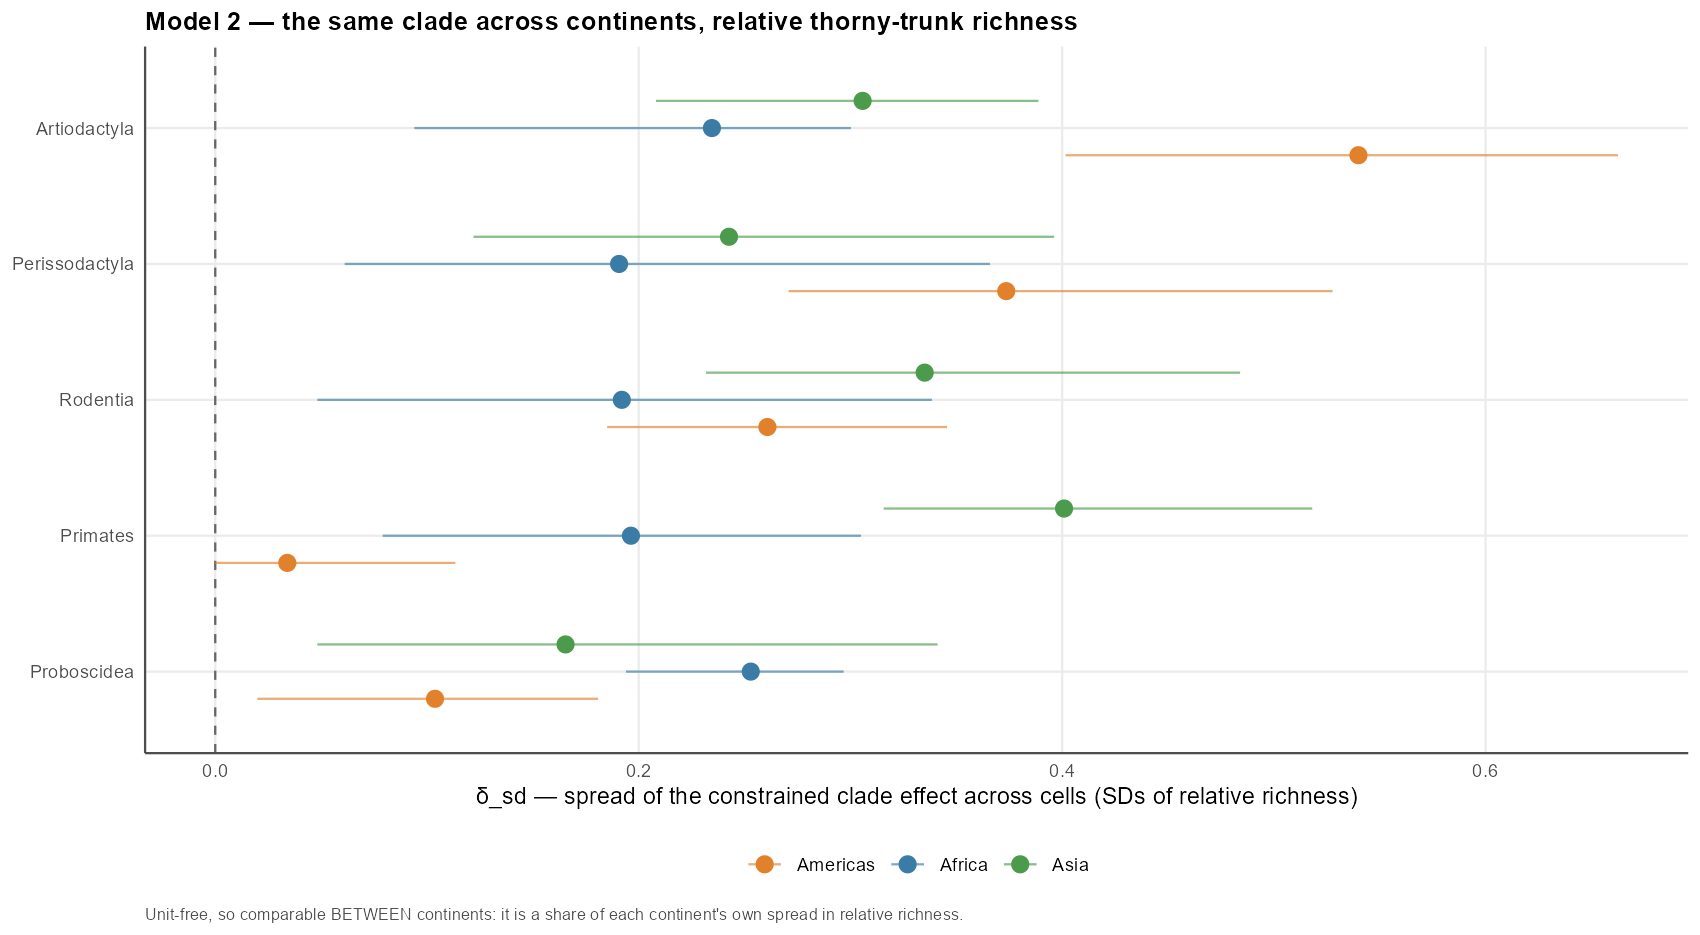 Model 2 — the same clade across continents, relative thorny-trunk richness
Artiodactyla
Perissodactyla
Rodentia
Primates
Proboscidea
0.0 0.2 0.4 0.6
δ_sd — spread of the constrained clade effect across cells (SDs of relative richness)
Americas Africa Asia
Unit-free, so comparable BETWEEN continents: it is a share of each continent's own spread in relative richness.